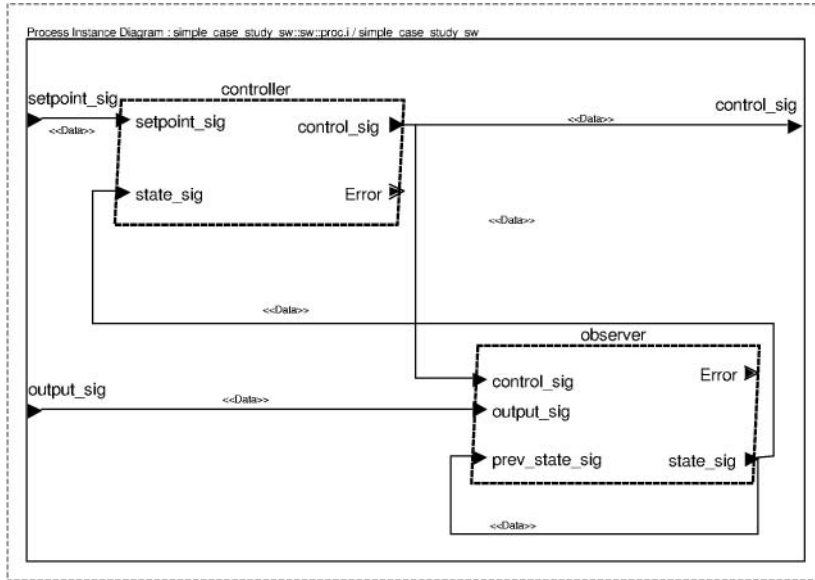 Process Instance Diagram : simple_case_study_sw::sw::proc.i / simple_case_study_sw
setpoint_sig
controller
control_sig
<<Data>>
setpoint_sig
control_sig
<<Data>>
state_sig
Error
<<Data>>
<<Data>>
observer
output_sig
<<Data>>
control_sig
Error
output_sig
prev_state_sig
state_sig
<<Data>>